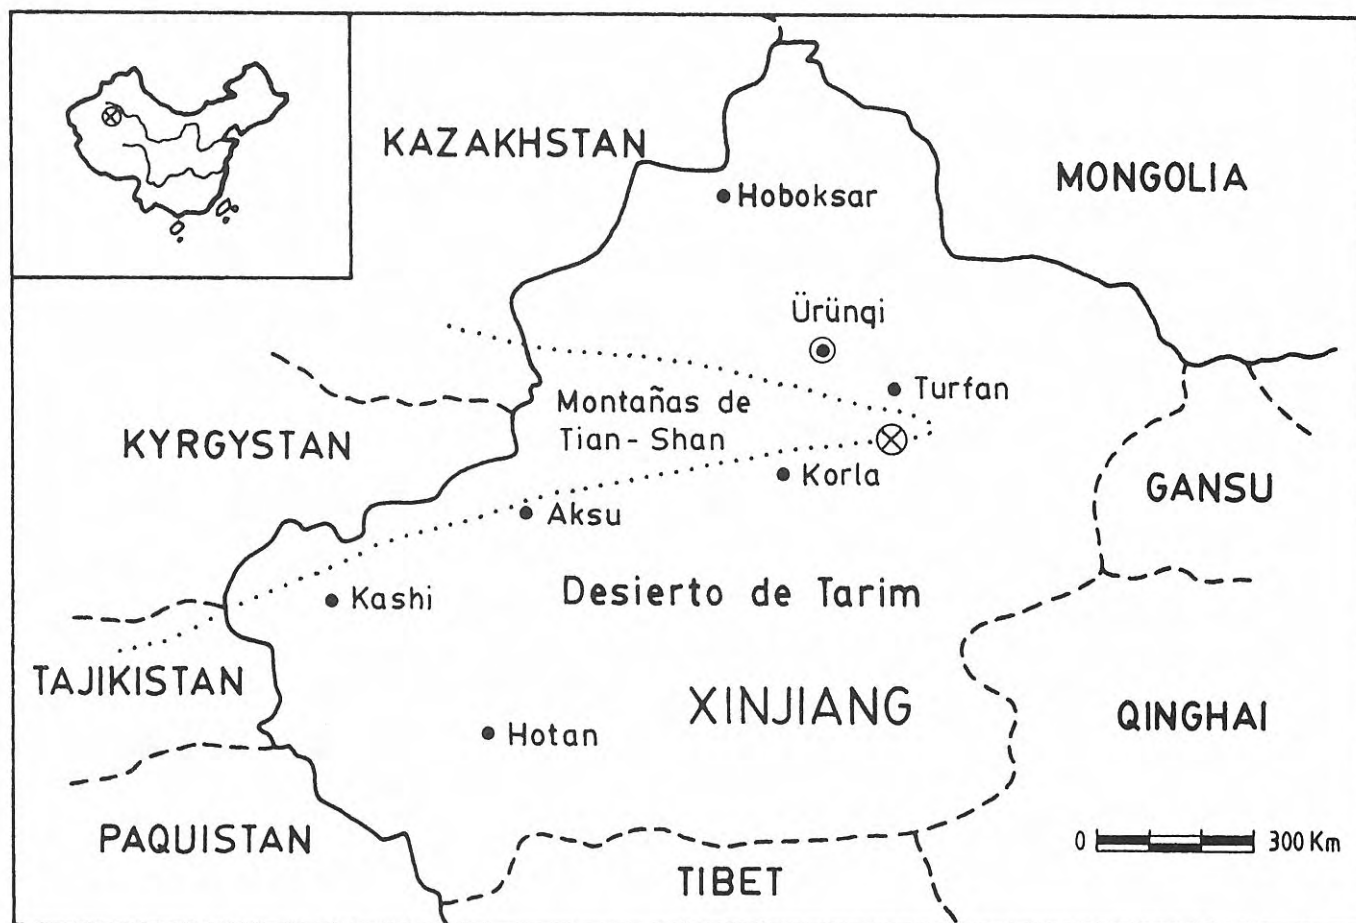 KAZAKHSTAN
MONGOLIA
Hoboksar
Ürünqi
Turfan
Montañas de
Tian-Shan
KYRGYSTAN
Korla
GANSU
Aksu
Kashi
Desierto de Tarim
TAJIKISTAN
XINJIANG
QINGHAI
Hotan
PAQUISTAN
0 300 Km
TIBET